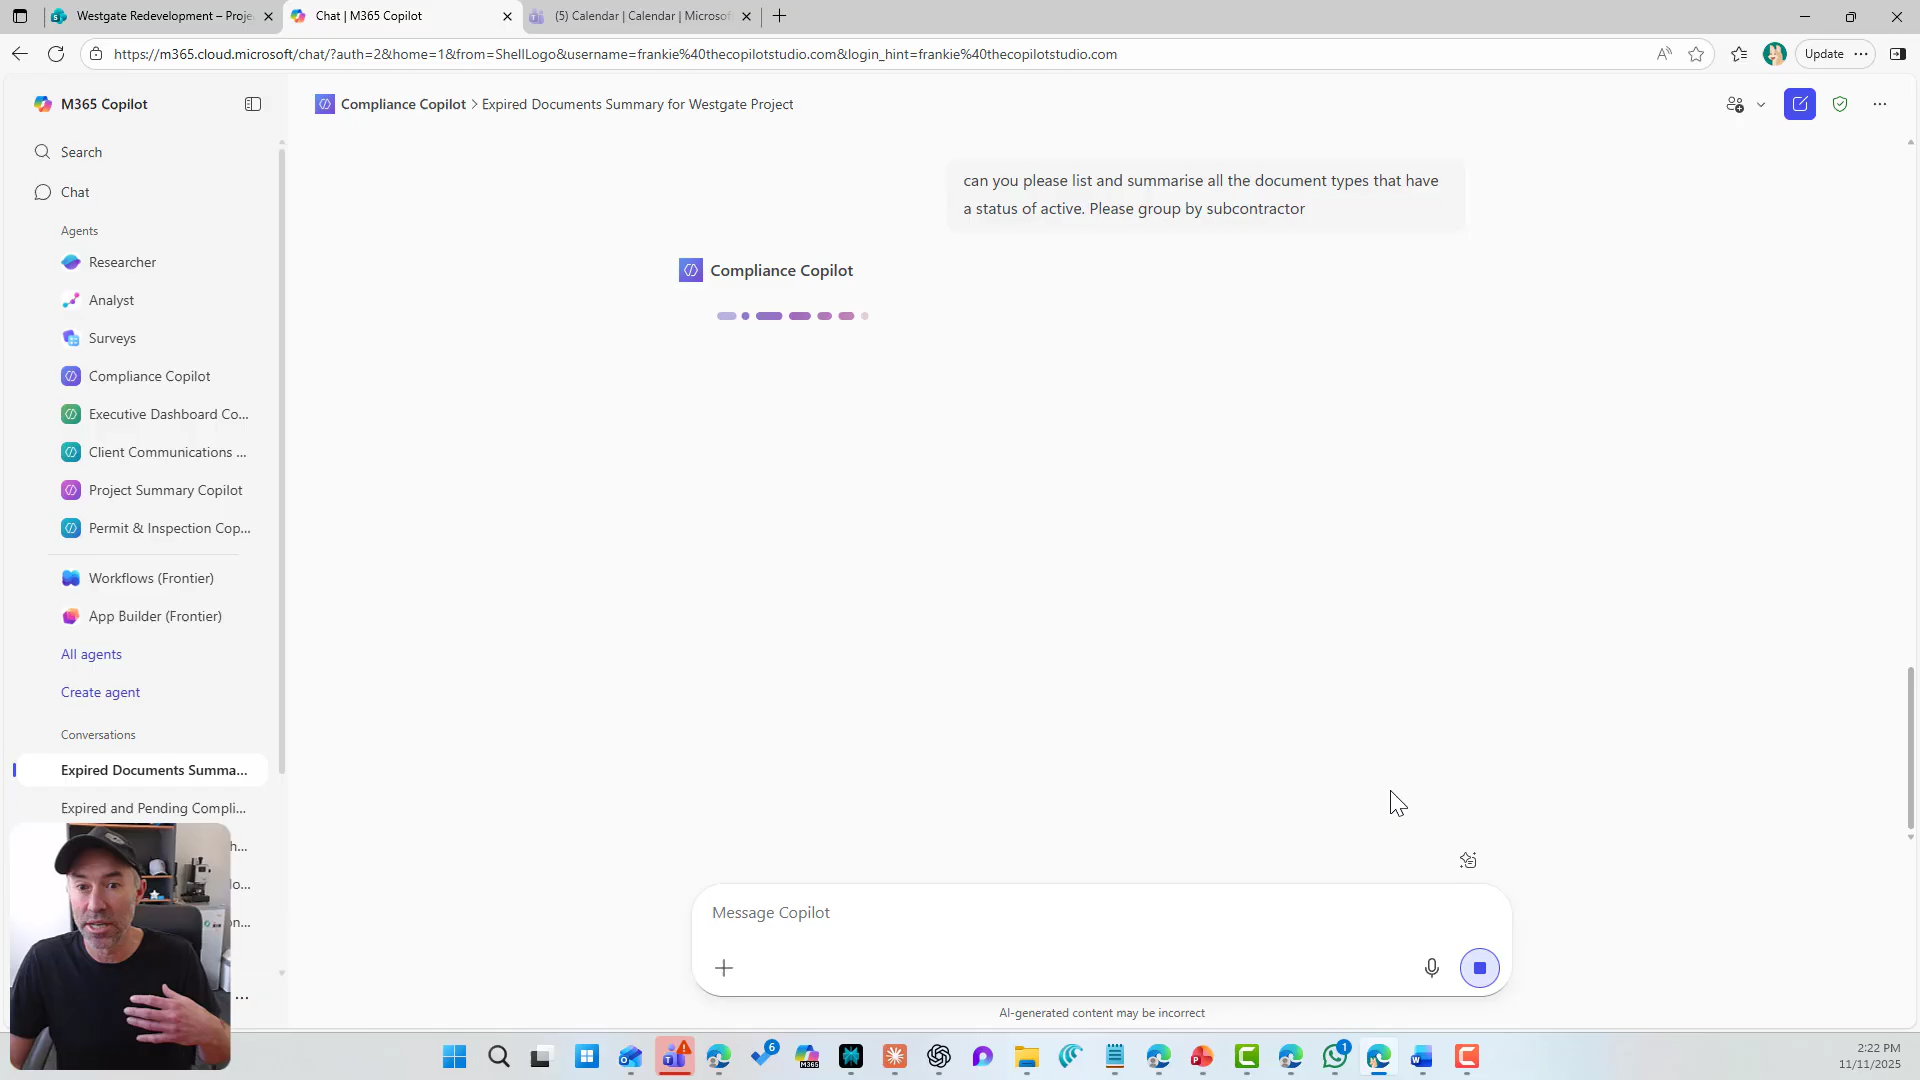 Westgate Redevelopment – Proje
Chat | M365 Copilot
(5) Calendar | Calendar | Microsof
https://m365.cloud.microsoft/chat/?auth=2&home=1&from=ShellLogo&username=frankie%40thecopilotstudio.com&login_hint=frankie%40thecopilotstudio.com
Update
M365 Copilot
Compliance Copilot > Expired Documents Summary for Westgate Project
Search
Chat
Agents
Researcher
Analyst
Surveys
Compliance Copilot
Executive Dashboard Co...
Client Communications ...
Project Summary Copilot
Permit & Inspection Cop...
Workflows (Frontier)
App Builder (Frontier)
All agents
Create agent
Conversations
Expired Documents Summa...
Expired and Pending Compli...
h...
lo...
on...
can you please list and summarise all the document types that have
a status of active. Please group by subcontractor
Compliance Copilot
Message Copilot
AI-generated content may be incorrect
6
M365
1
2:22 PM
11/11/2025